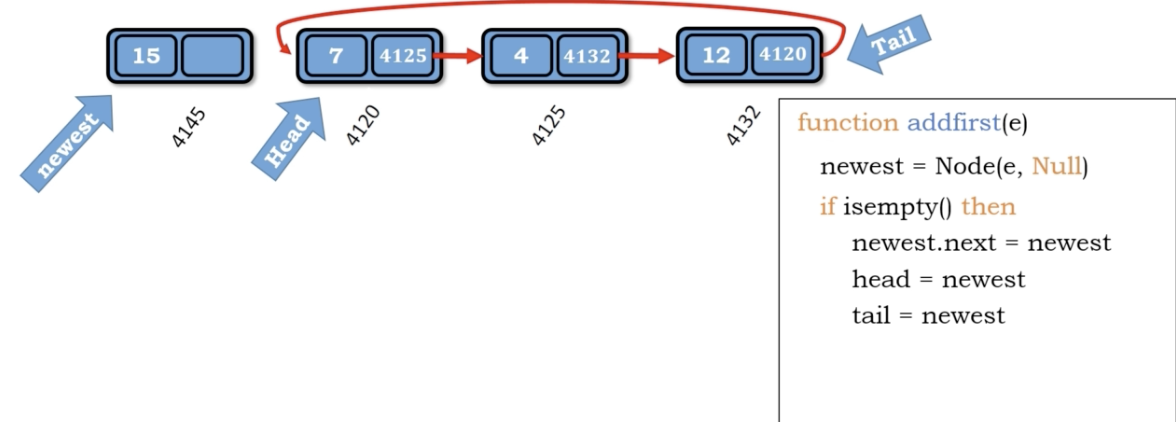 15
7 4125
4 4132
12 4120
Tail
newest
4145
Head
4120
4125
4132
function addfirst(e)
newest = Node(e, Null)
if isempty() then
newest.next = newest
head = newest
tail = newest